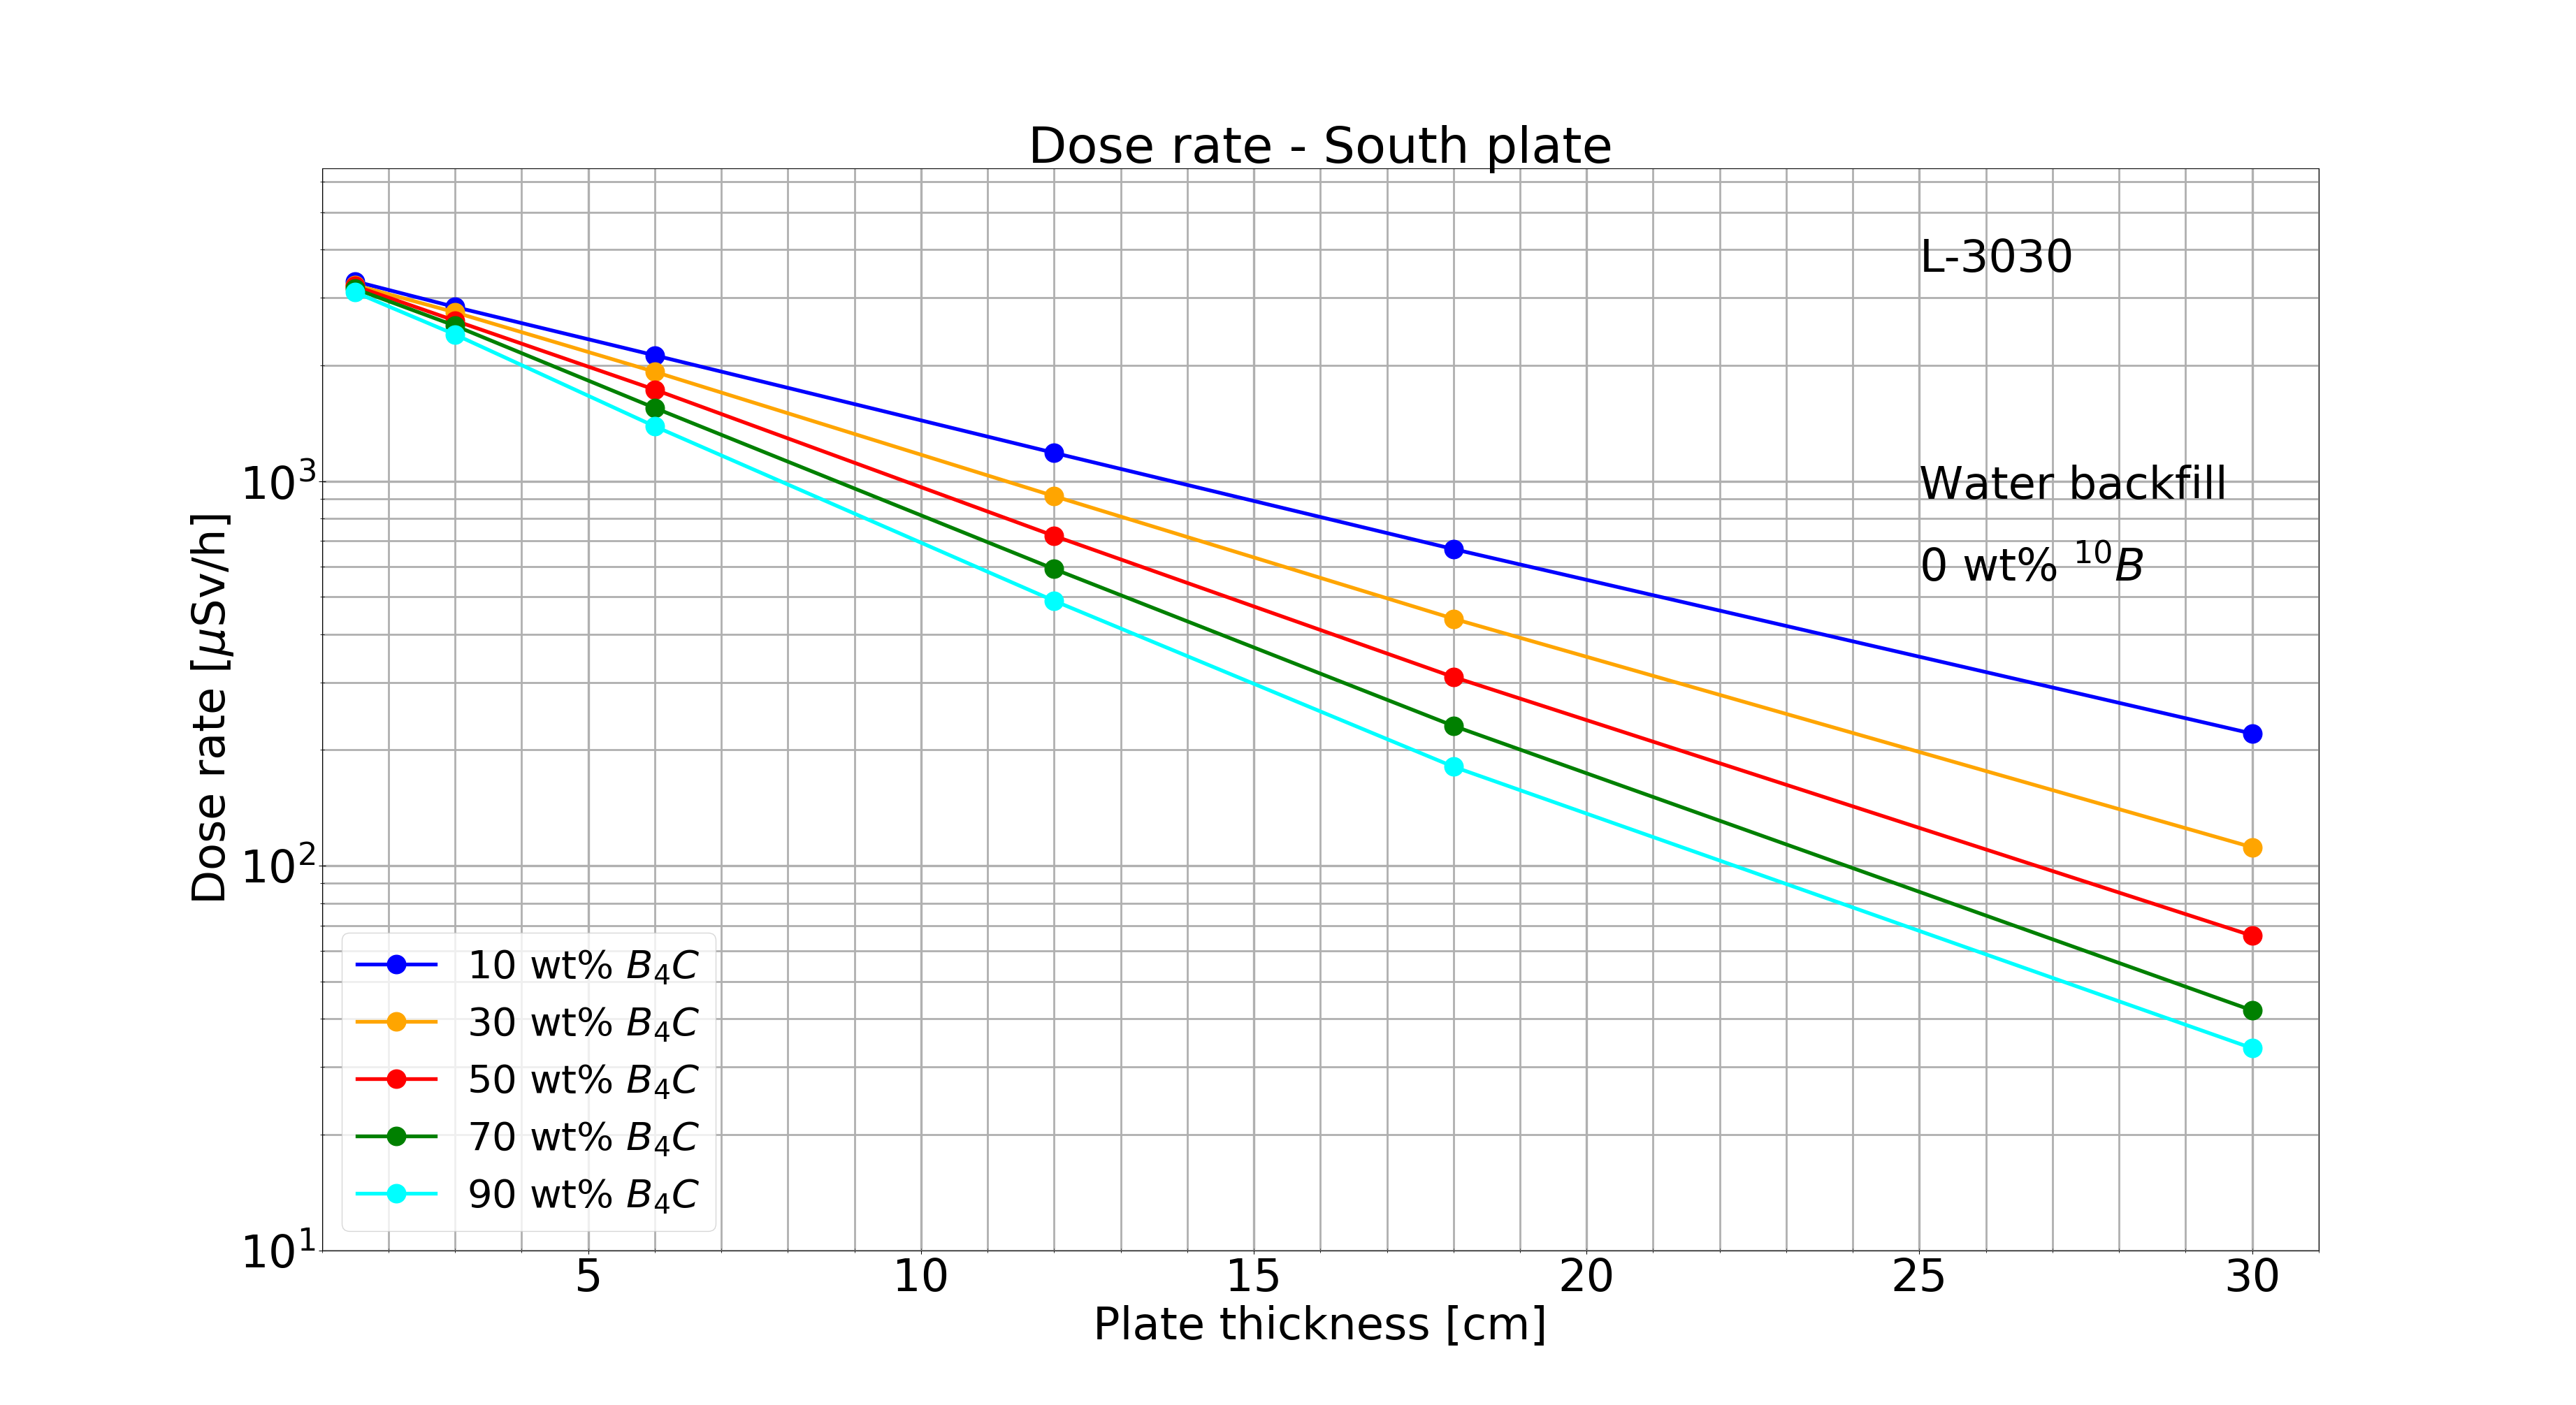 Dose rate - South plate
L-3030
Water backfill
0 wt% ¹⁰B
Dose rate [μSv/h]
10³
10²
10¹
10 wt% B₄C
30 wt% B₄C
50 wt% B₄C
70 wt% B₄C
90 wt% B₄C
5 10 15 20 25 30
Plate thickness [cm]